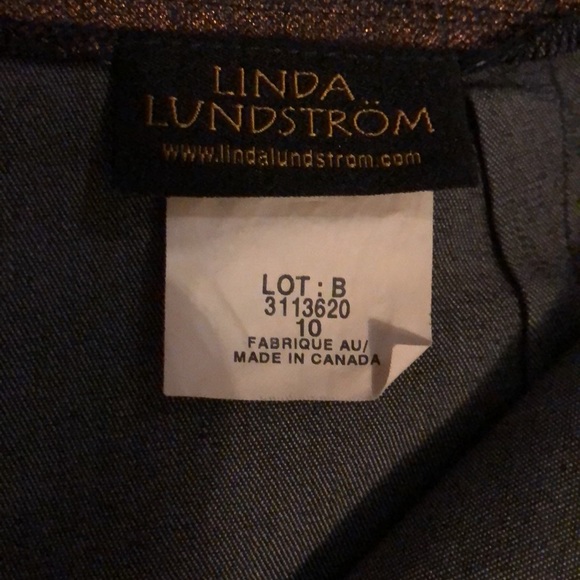 LINDA
LUNDSTRÖM
www.lindalundstrom.com
LOT : B
3113620
10
FABRIQUE AU/
MADE IN CANADA